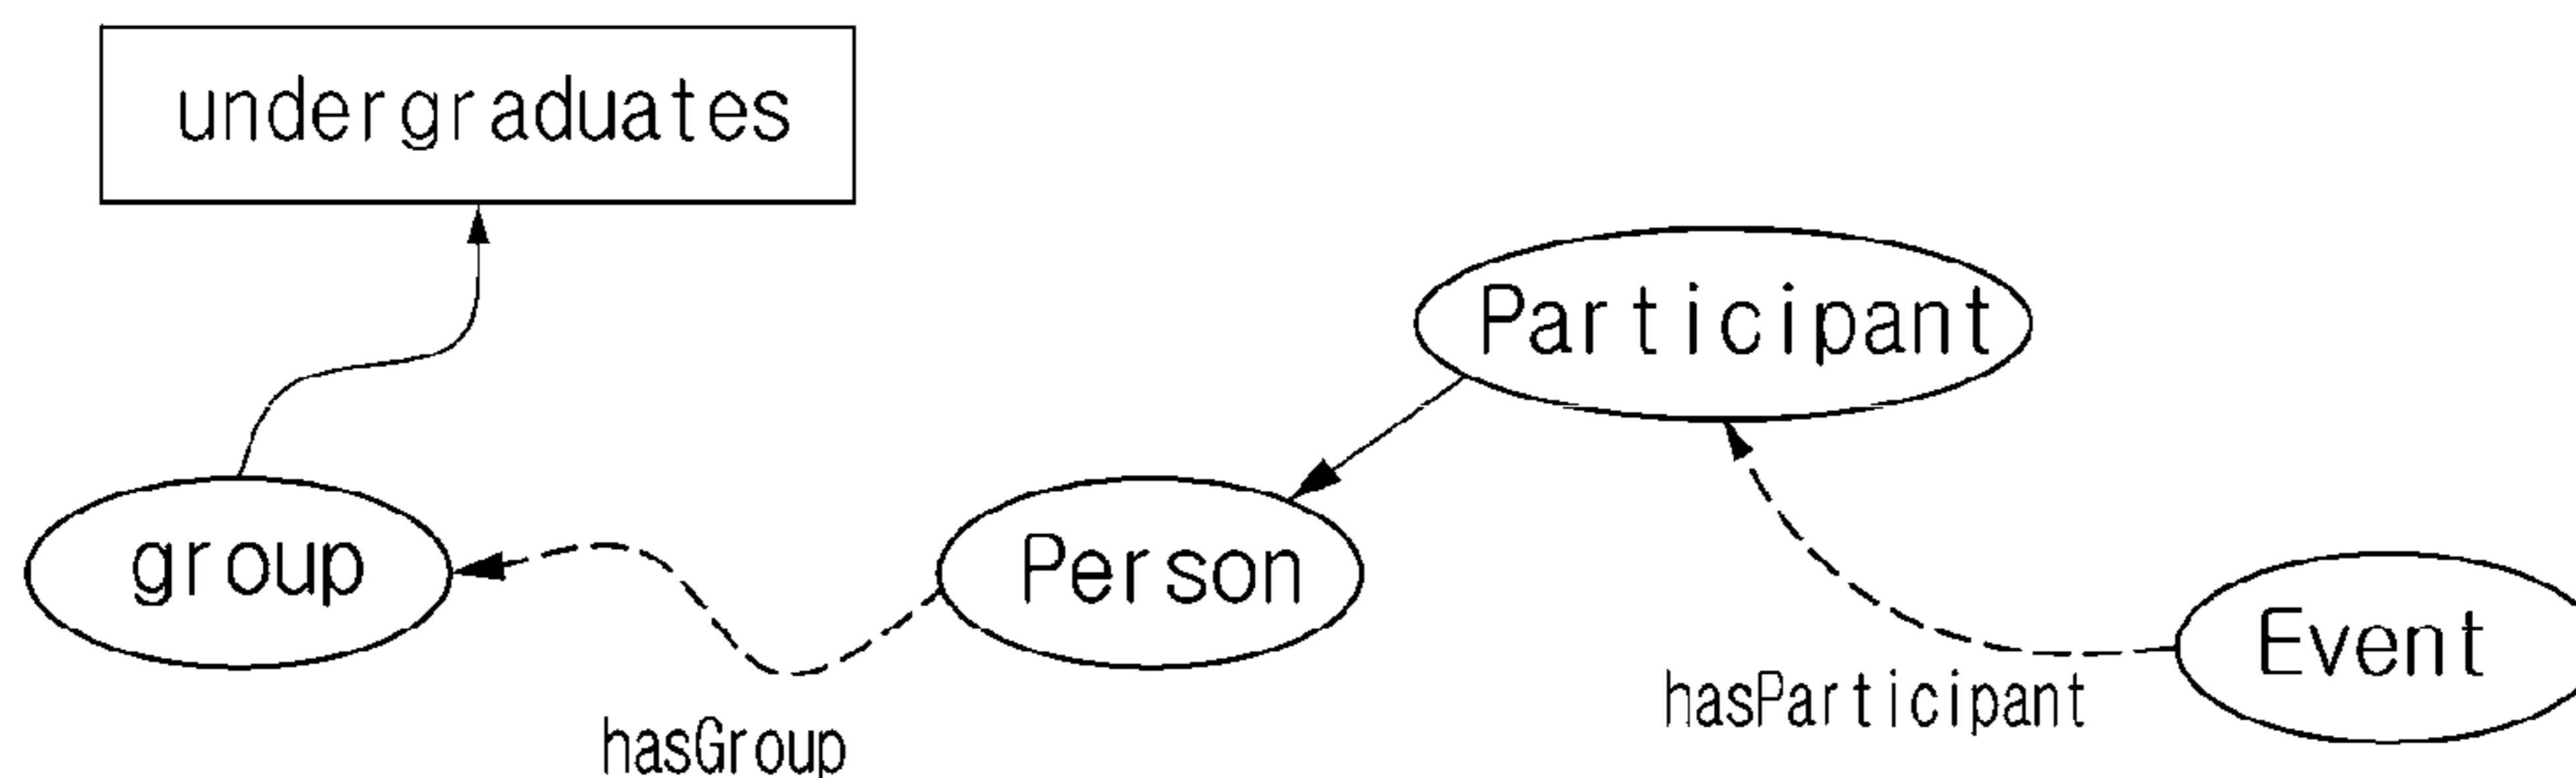 undergraduates
Participant
group
Person
Event
hasParticipant
hasGroup